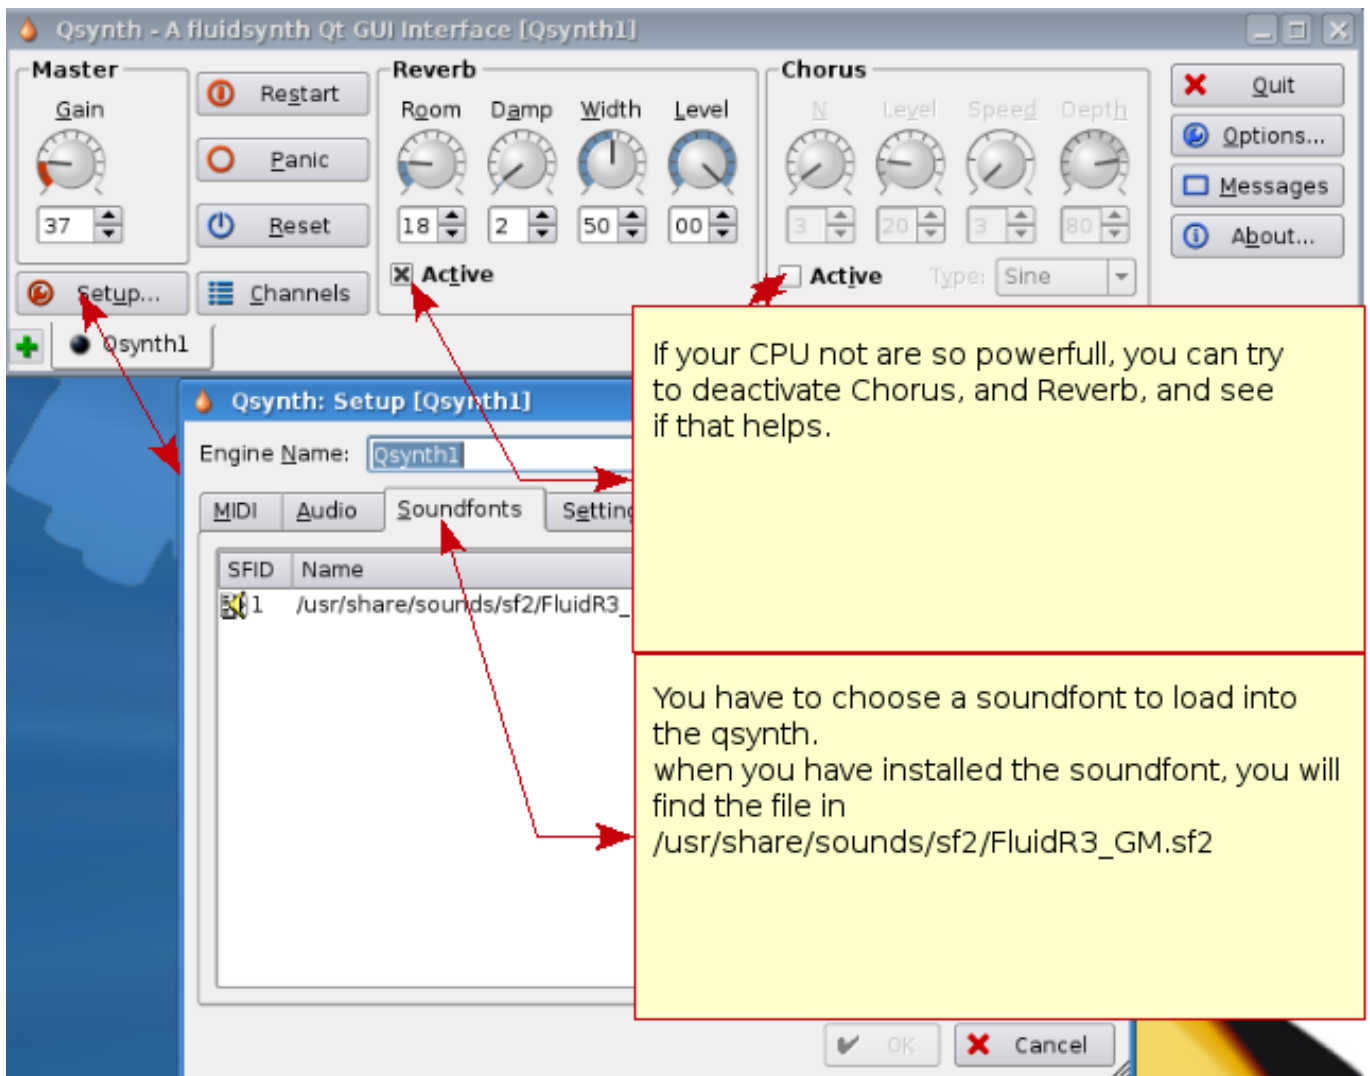 Qsynth - A fluidsynth Qt GUI Interface [Qsynth1]
Master
Gain
37
Setup...
Restart
Panic
Reset
Channels
Reverb
Room Damp Width Level
18 2 50 00
Active
Chorus
N Level Speed Depth
3 20 3 80
Active Type: Sine
Quit
Options...
Messages
About...
Qsynth1
If your CPU not are so powerfull, you can try
to deactivate Chorus, and Reverb, and see
if that helps.
Qsynth: Setup [Qsynth1]
Engine Name: Qsynth1
MIDI Audio Soundfonts
SFID Name
1 /usr/share/sounds/sf2/FluidR3_
You have to choose a soundfont to load into
the qsynth.
when you have installed the soundfont, you will
find the file in
/usr/share/sounds/sf2/FluidR3_GM.sf2
OK Cancel